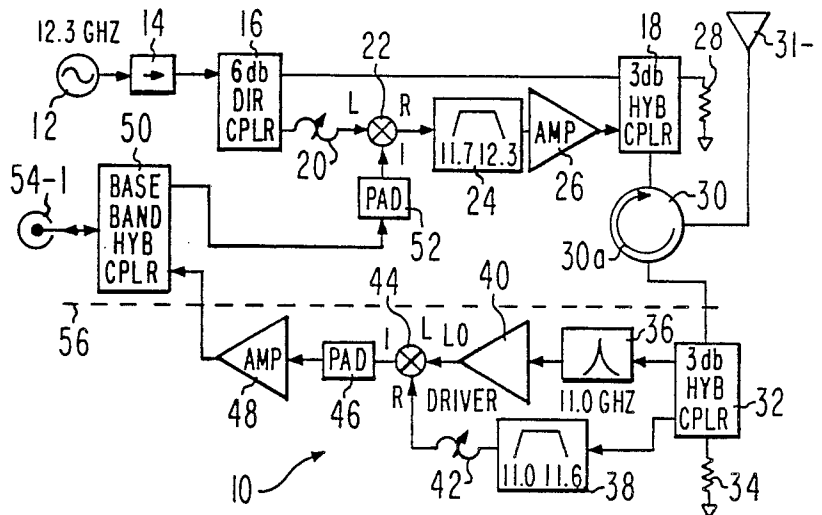 12.3 GHZ
12
14
16
6db
DIR
CPLR
20
L
22
R
I
PAD
52
11.7 12.3
24
AMP
26
18
3db
HYB
CPLR
28
31-
30
30a
54-1
50
BASE
BAND
HYB
CPLR
56
48
AMP
PAD
46
I
44
L
LO
R
DRIVER
40
36
11.0 GHZ
42
11.0 11.6
38
3db
HYB
CPLR
32
34
10